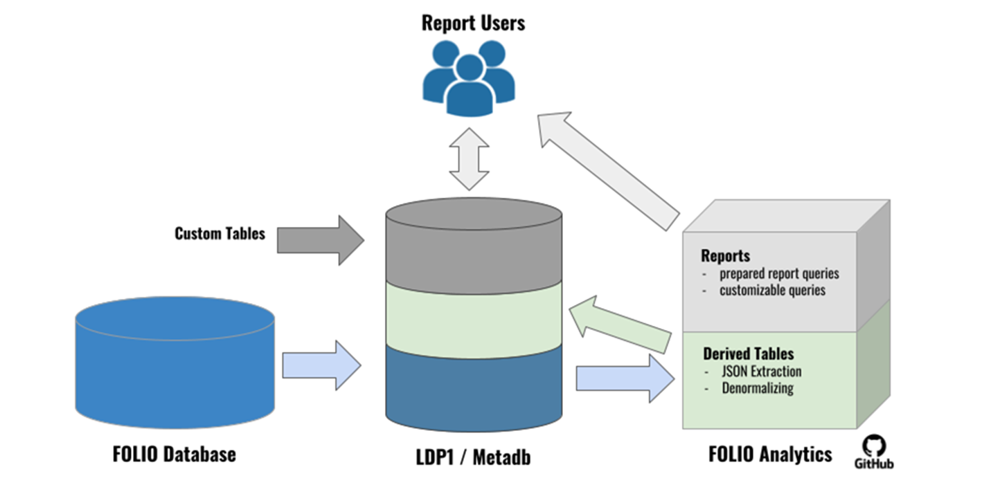 Report Users
Custom Tables
Reports
- prepared report queries
- customizable queries
Derived Tables
- JSON Extraction
- Denormalizing
FOLIO Database
LDP1 / Metadb
FOLIO Analytics
GitHub